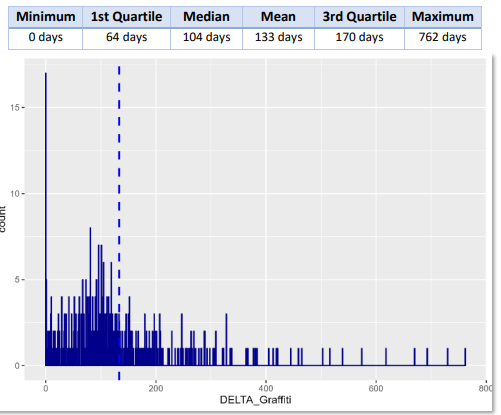 Minimum 1st Quartile Median Mean 3rd Quartile Maximum
0 days 64 days 104 days 133 days 170 days 762 days
15
10
5
0
count
0 200 400 600 800
DELTA_Graffiti